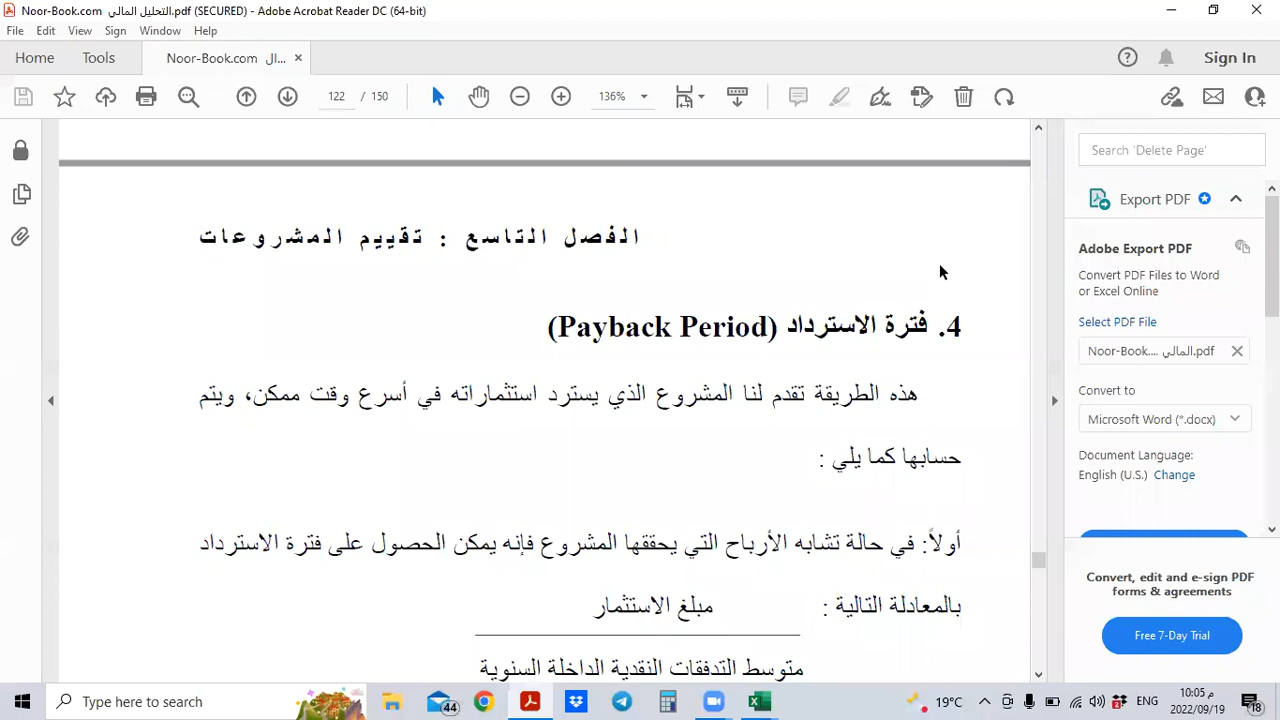 Noor-Book.com التحليل المالي.pdf (SECURED) - Adobe Acrobat Reader DC (64-bit)
File Edit View Sign Window Help
Home Tools Noor-Book.com ال... Sign In
122 / 150 136%
Search 'Delete Page'
Export PDF
الفصل التاسع : تقييم المشروعات
Adobe Export PDF
Convert PDF Files to Word
or Excel Online
4. فترة الاسترداد (Payback Period)
Select PDF File
Noor-Book.... المالي.pdf
هذه الطريقة تقدم لنا المشروع الذي يسترد استثماراته في أسرع وقت ممكن، ويتم
Convert to
Microsoft Word (*.docx)
حسابها كما يلي :
Document Language:
English (U.S.) Change
أولاً: في حالة تشابه الأرباح التي يحققها المشروع فإنه يمكن الحصول على فترة الاسترداد
بالمعادلة التالية : مبلغ الاستثمار
متوسط التدفقات النقدية الداخلة السنوية
Convert, edit and e-sign PDF
forms & agreements
Free 7-Day Trial
Type here to search
44
19°C
ENG
10:05 م
2022/09/19
18